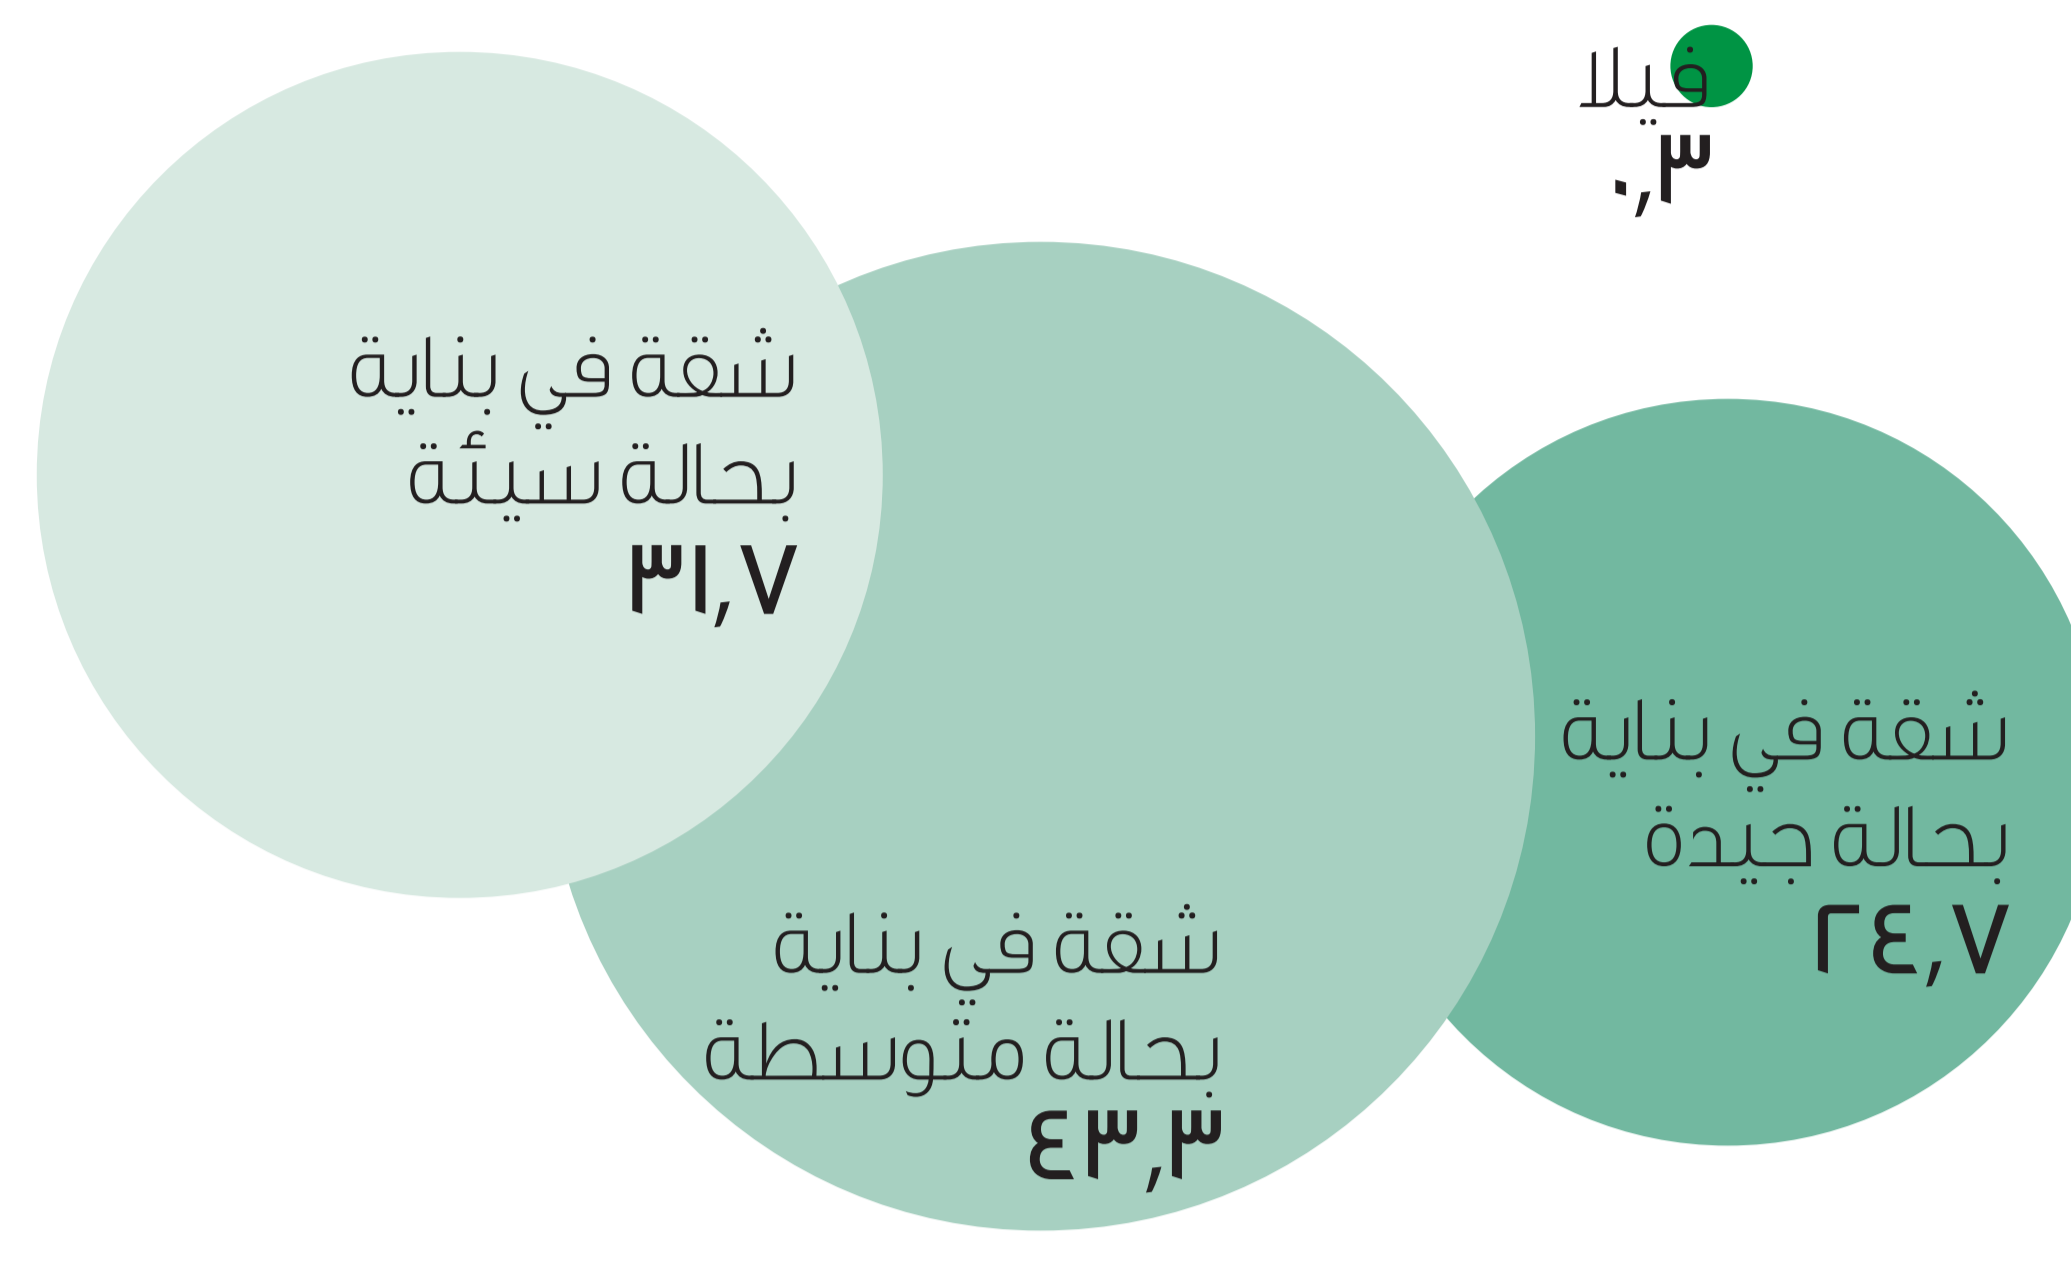 فيلا
٠,٣
شقة في بناية
بحالة سيئة
٣١,٧
شقة في بناية
بحالة جيدة
٢٤,٧
شقة في بناية
بحالة متوسطة
٤٣,٣